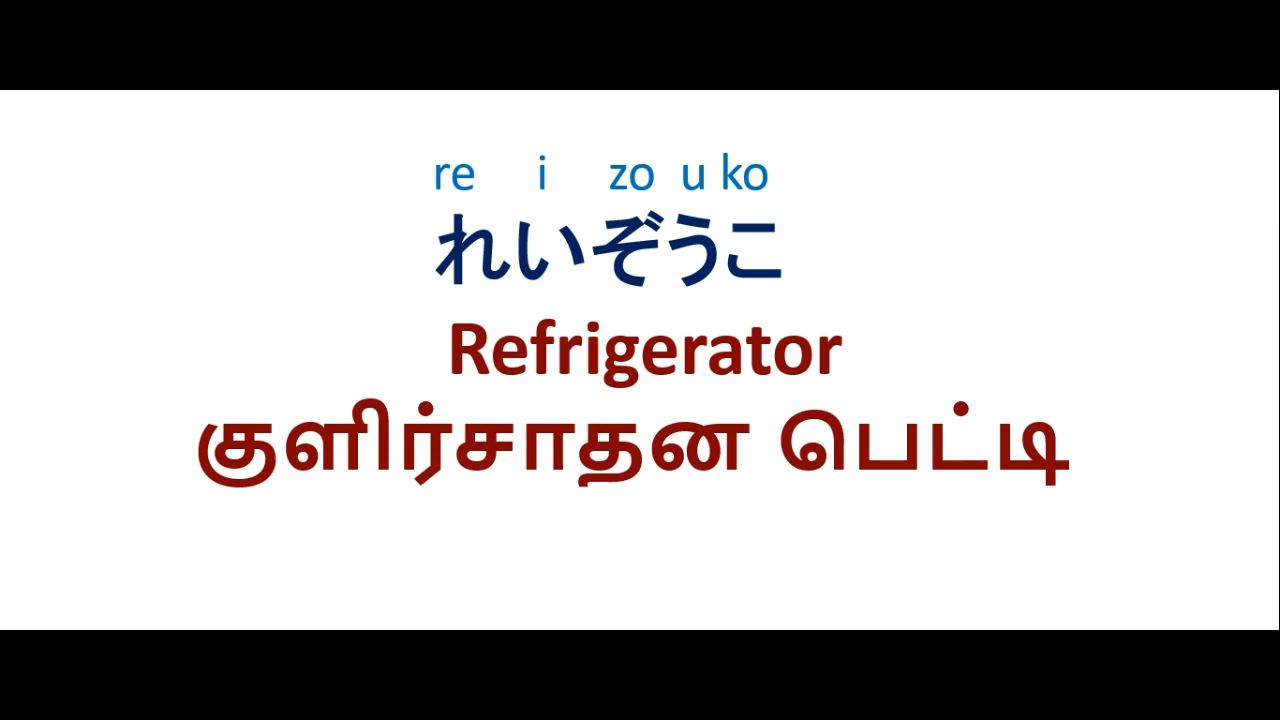 re i zo u ko
れいぞうこ
Refrigerator
குளிர்சாதன பெட்டி